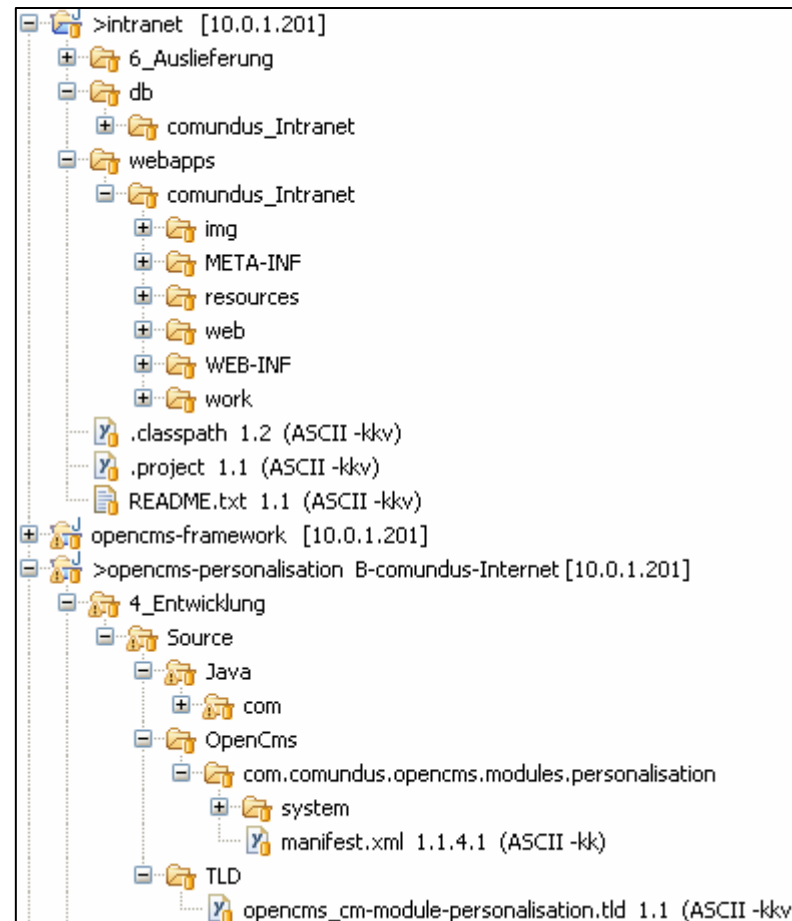 >intranet [10.0.1.201]
6_Auslieferung
db
comundus_Intranet
webapps
comundus_Intranet
img
META-INF
resources
web
WEB-INF
work
.classpath 1.2 (ASCII -kkv)
.project 1.1 (ASCII -kkv)
README.txt 1.1 (ASCII -kkv)
opencms-framework [10.0.1.201]
>opencms-personalisation B-comundus-Internet [10.0.1.201]
4_Entwicklung
Source
Java
com
OpenCms
com.comundus.opencms.modules.personalisation
system
manifest.xml 1.1.4.1 (ASCII -kk)
TLD
opencms_cm-module-personalisation.tld 1.1 (ASCII -kkv